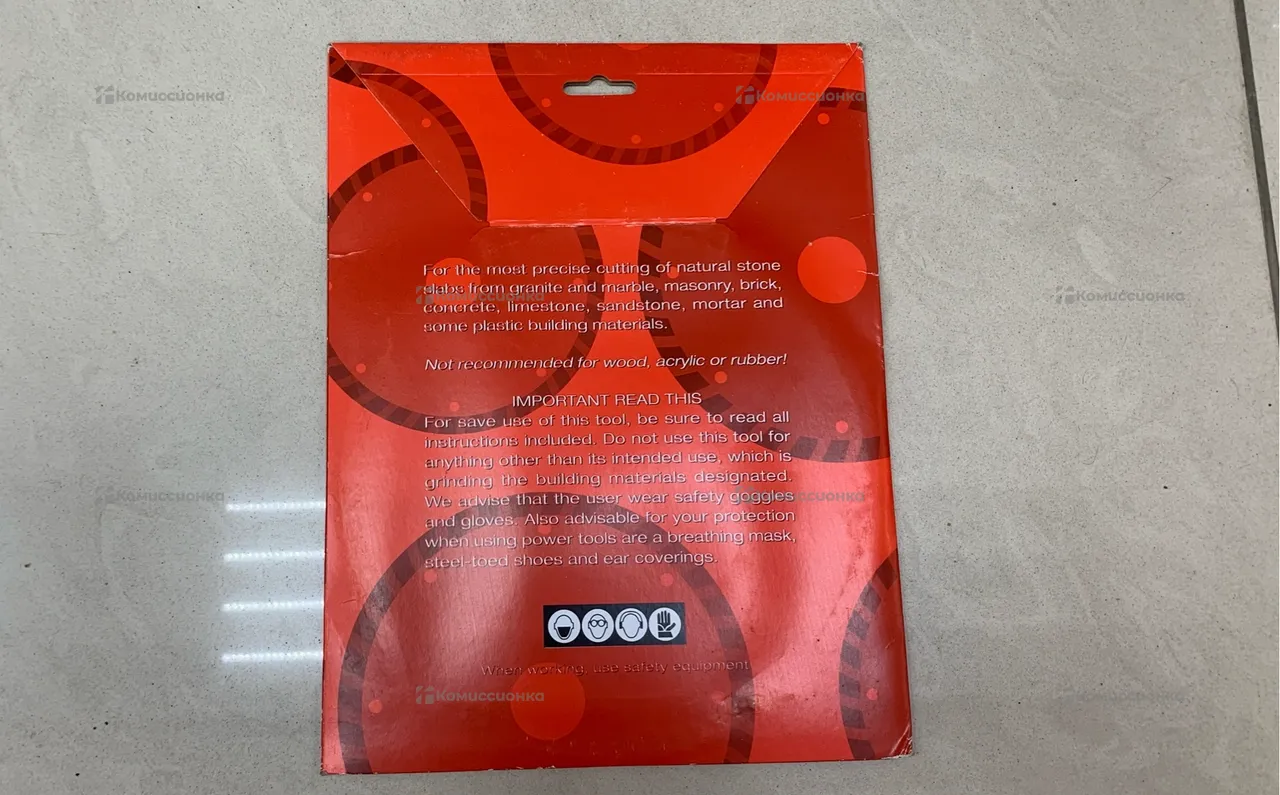 Комиссионка
Комиссионка
For the most precise cutting of natural stone
slabs from granite and marble, masonry, brick,
concrete, limestone, sandstone, mortar and
some plastic building materials.
Комиссионка
Комиссионка
Not recommended for wood, acrylic or rubber!
IMPORTANT READ THIS
For save use of this tool, be sure to read all
instructions included. Do not use this tool for
anything other than its intended use, which is
grinding the building materials designated.
We advise that the user wear safety goggles
and gloves. Also advisable for your protection
when using power tools are a breathing mask,
steel-toed shoes and ear coverings.
Комиссионка
Комиссионка
When working, use safety equipment
Комиссионка